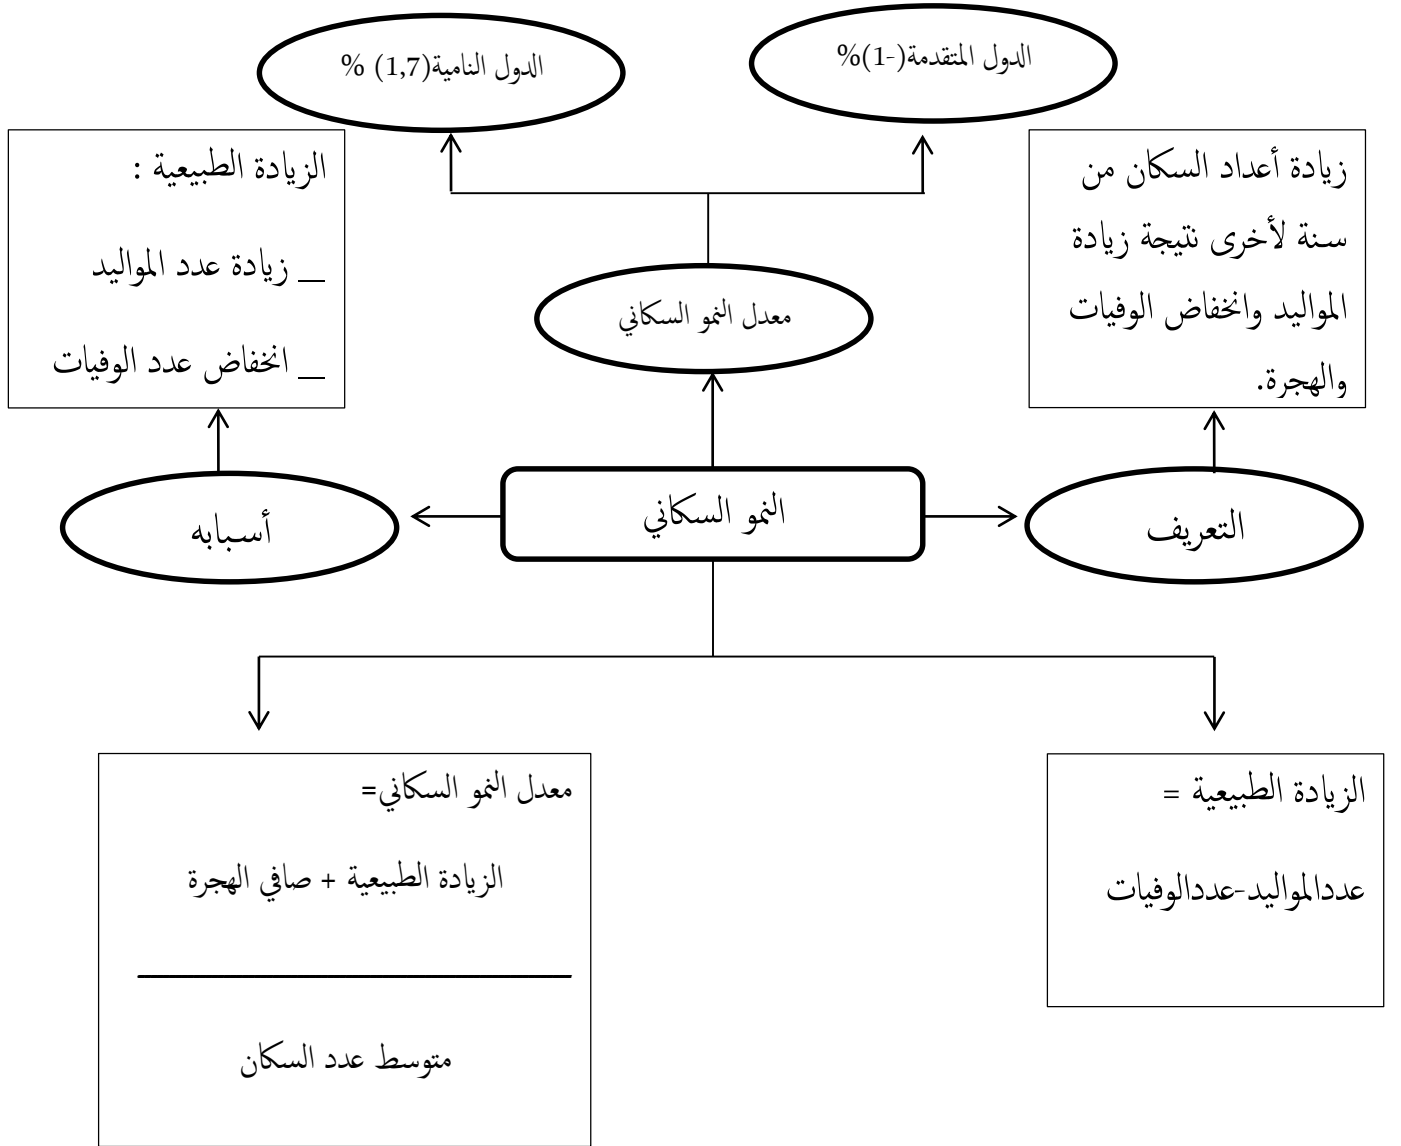 الدول المتقدمة(-1)%
الدول النامية(1,7) %
زيادة أعداد السكان من
سنة لأخرى نتيجة زيادة
المواليد وانخفاض الوفيات
والهجرة.
الزيادة الطبيعية :
_ زيادة عدد المواليد
_ انخفاض عدد الوفيات
معدل النمو السكاني
التعريف
النمو السكاني
أسبابه
الزيادة الطبيعية =
عددالمواليد-عددالوفيات
معدل النمو السكاني=
الزيادة الطبيعية + صافي الهجرة
متوسط عدد السكان